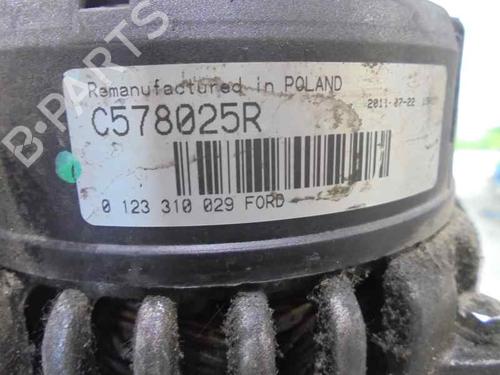 B-PARTS
Remanufactured in POLAND
C578025R
2011-07-22
0 123 310 029 FORD